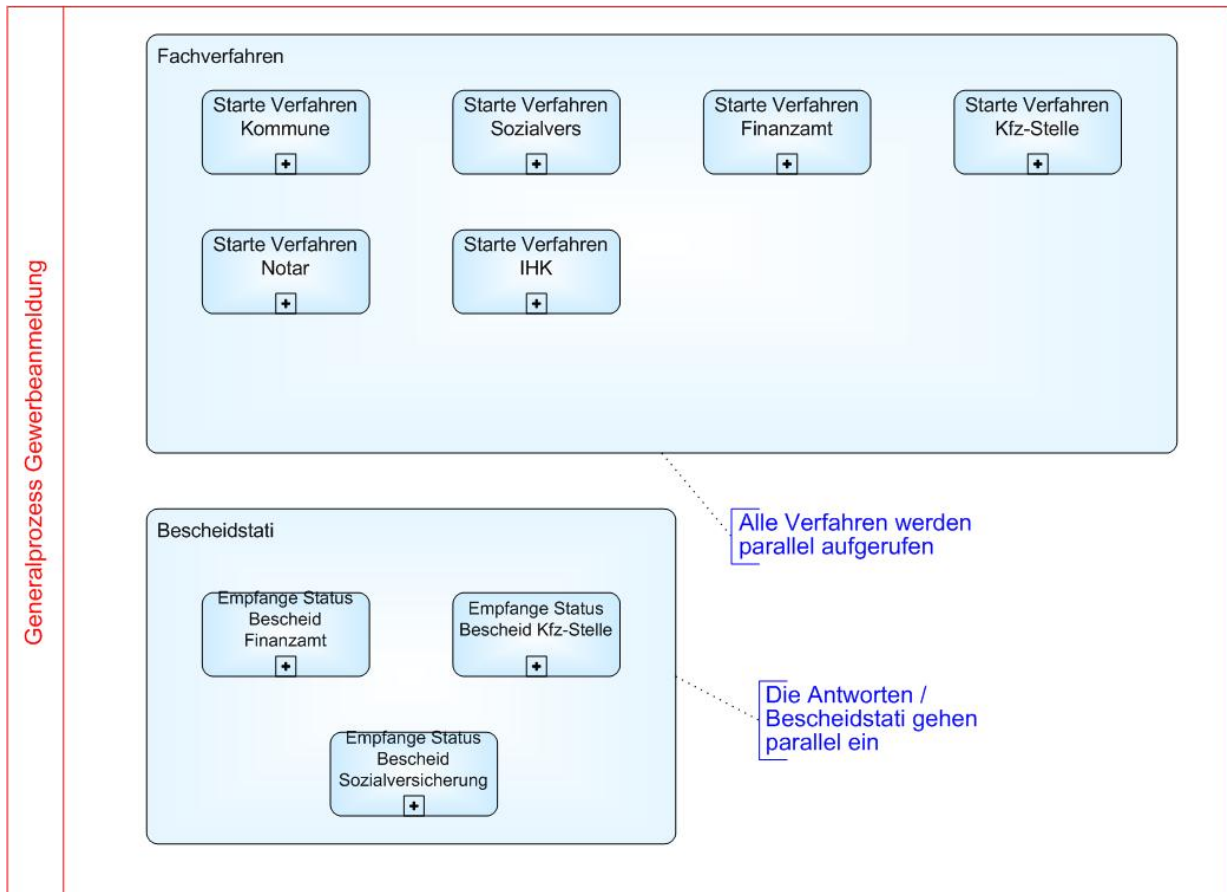 Generalprozess Gewerbeanmeldung
Fachverfahren
Starte Verfahren
Kommune
Starte Verfahren
Sozialvers
Starte Verfahren
Finanzamt
Starte Verfahren
Kfz-Stelle
Starte Verfahren
Notar
Starte Verfahren
IHK
Alle Verfahren werden
parallel aufgerufen
Bescheidstati
Empfange Status
Bescheid
Finanzamt
Empfange Status
Bescheid Kfz-Stelle
Empfange Status
Bescheid
Sozialversicherung
Die Antworten /
Bescheidstati gehen
parallel ein